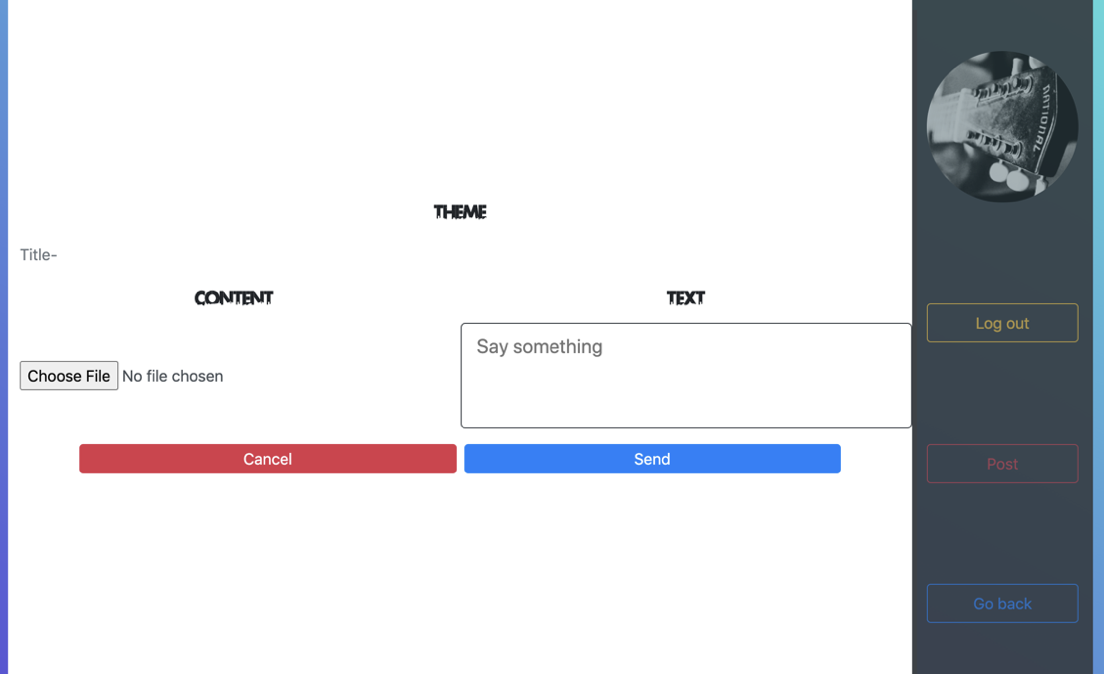 THEME
Title-
CONTENT
TEXT
Choose File No file chosen
Say something
Cancel
Send
NATIONAL
Log out
Post
Go back